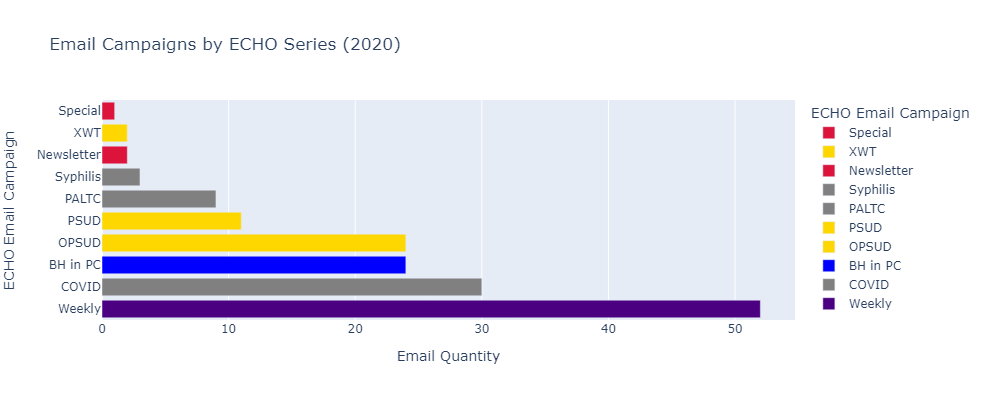 Email Campaigns by ECHO Series (2020)
ECHO Email Campaign
Special
XWT
Newsletter
Syphilis
PALTC
PSUD
OPSUD
BH in PC
COVID
Weekly
0 10 20 30 40 50
Email Quantity
ECHO Email Campaign
Special
XWT
Newsletter
Syphilis
PALTC
PSUD
OPSUD
BH in PC
COVID
Weekly